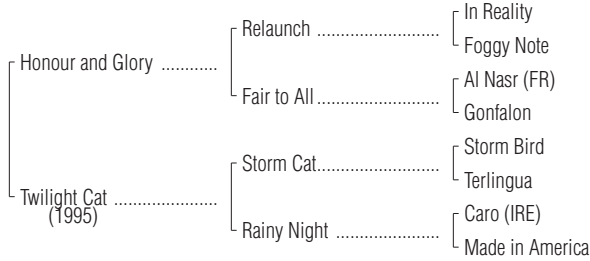 In Reality
Relaunch ............................
Foggy Note
Honour and Glory ............
Al Nasr (FR)
Fair to All ............................
Gonfalon
Storm Bird
Storm Cat............................
Terlingua
Twilight Cat .......................
(1995)
Caro (IRE)
Rainy Night .......................
Made in America